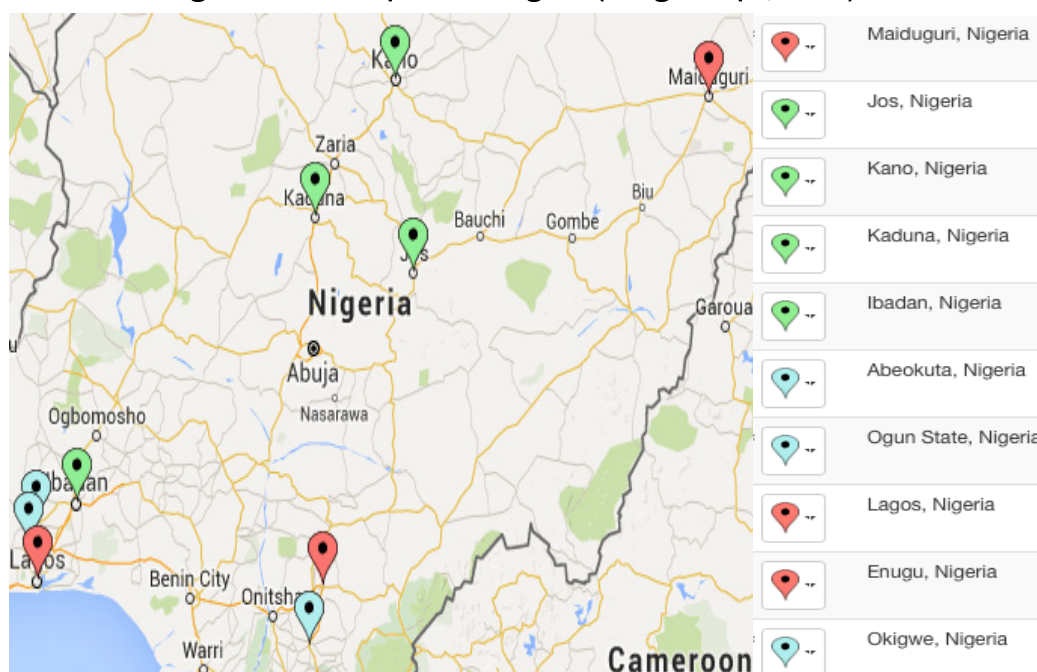 Kano
Maiduguri
Zaria
Kaduna
Biu
Bauchi
Gombe
Jos
Nigeria
Garoua
u
Abuja
Nasarawa
Ogbomosho
Ibadan
Lagos
Benin City
Onitsha
Warri
Cameroon
Maiduguri, Nigeria
Jos, Nigeria
Kano, Nigeria
Kaduna, Nigeria
Ibadan, Nigeria
Abeokuta, Nigeria
Ogun State, Nigeria
Lagos, Nigeria
Enugu, Nigeria
Okigwe, Nigeria